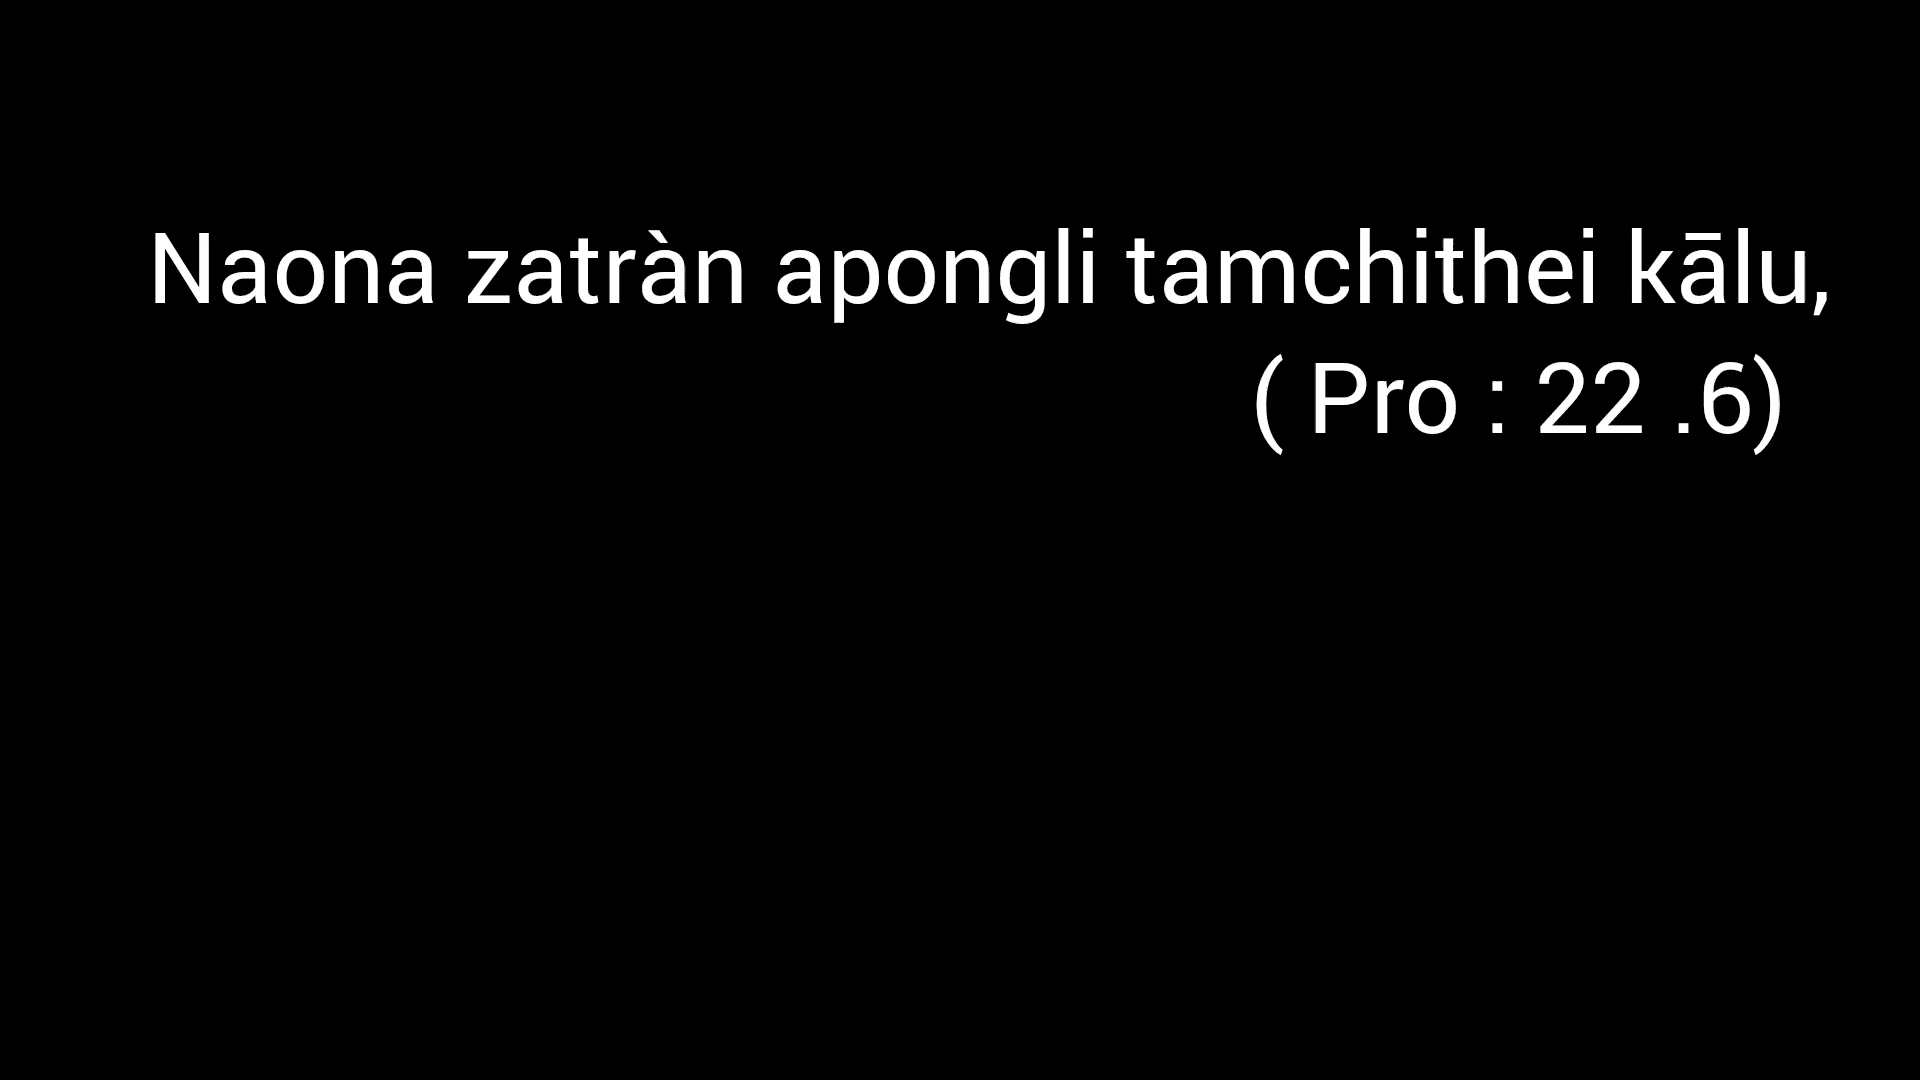 Naona zatràn apongli tamchithei kālu,
( Pro : 22 .6)